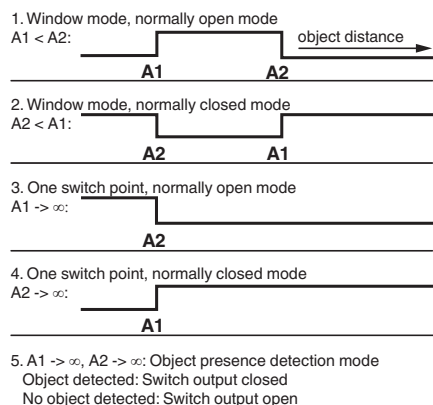 1. Window mode, normally open mode
A1 < A2:
object distance
A1
A2
2. Window mode, normally closed mode
A2 < A1:
A2
A1
3. One switch point, normally open mode
A1 -> ∞:
A2
4. One switch point, normally closed mode
A2 -> ∞:
A1
5. A1 -> ∞, A2 -> ∞: Object presence detection mode
Object detected: Switch output closed
No object detected: Switch output open